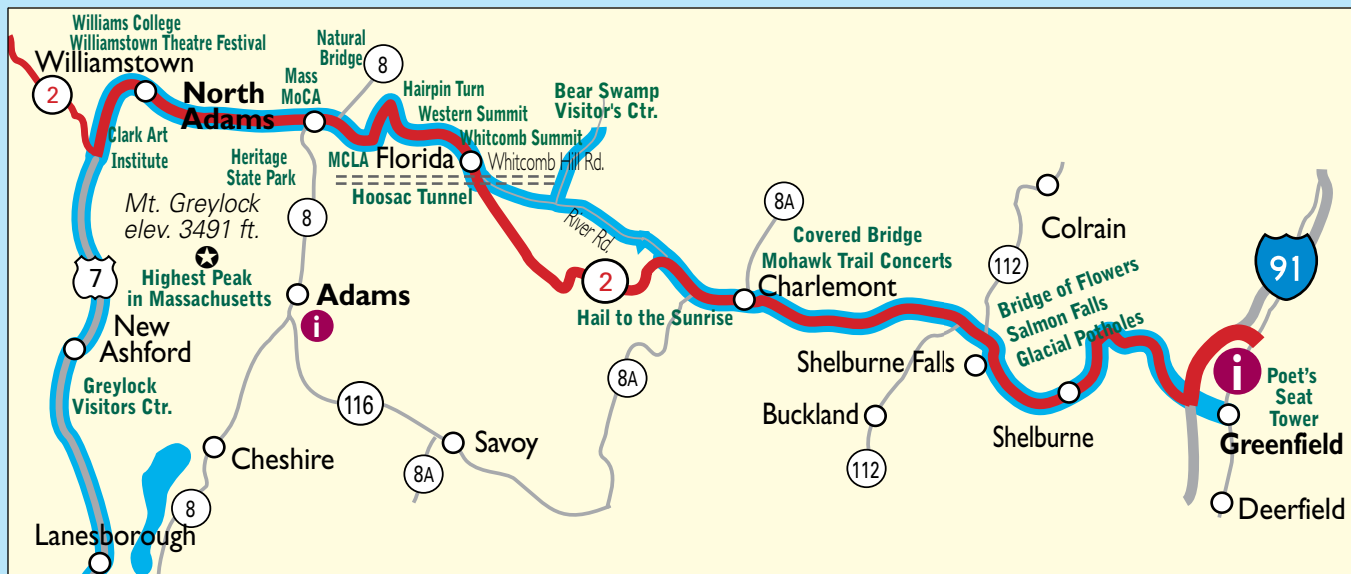 Williams College
Williamstown Theatre Festival
Williamstown
2
North
Adams
Clark Art
Institute
Natural
Bridge
8
Mass
MoCA
Hairpin Turn
Western Summit
Whitcomb Summit
Bear Swamp
Visitor's Ctr.
Heritage
State Park
MCLA
Florida
Whitcomb Hill Rd.
Hoosac Tunnel
Mt. Greylock
elev. 3491 ft.
8
Highest Peak
in Massachusetts
7
Adams
i
New
Ashford
Greylock
Visitors Ctr.
River Rd.
2
Hail to the Sunrise
8A
Covered Bridge
Mohawk Trail Concerts
Charlemont
Colrain
112
Bridge of Flowers
Salmon Falls
Glacial Potholes
91
i
Shelburne Falls
8A
116
Buckland
112
Shelburne
Poet's
Seat
Tower
Greenfield
Savoy
8A
Cheshire
8
Lanesborough
Deerfield